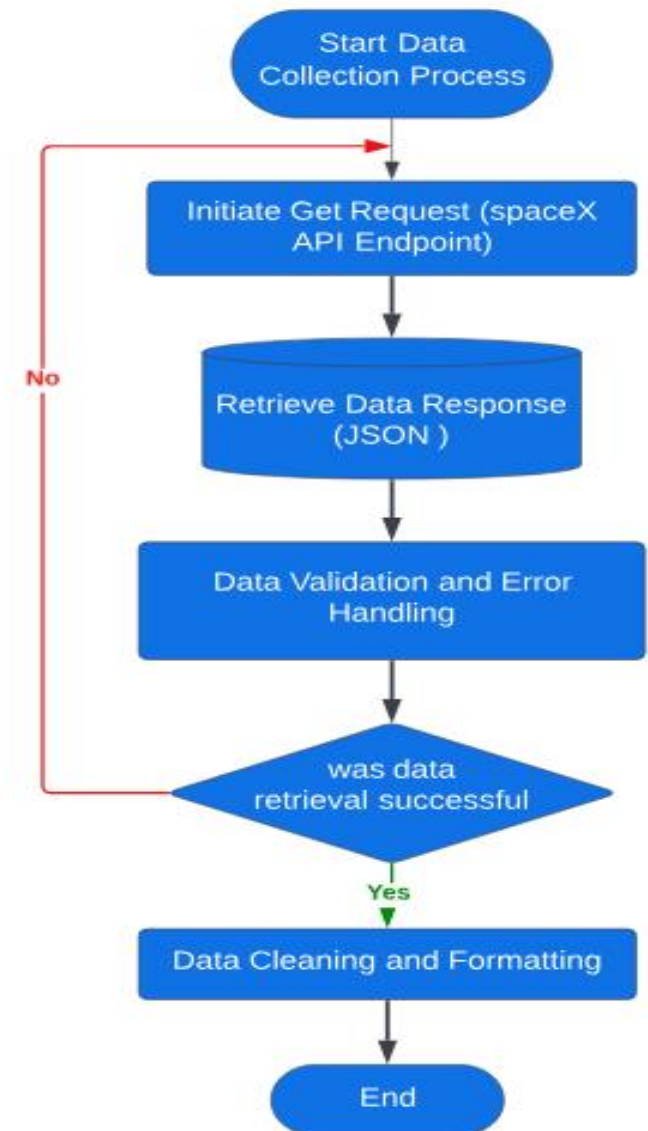 Start Data
Collection Process
Initiate Get Request (spaceX
API Endpoint)
No
Retrieve Data Response
(JSON )
Data Validation and Error
Handling
was data
retrieval successful
Yes
Data Cleaning and Formatting
End